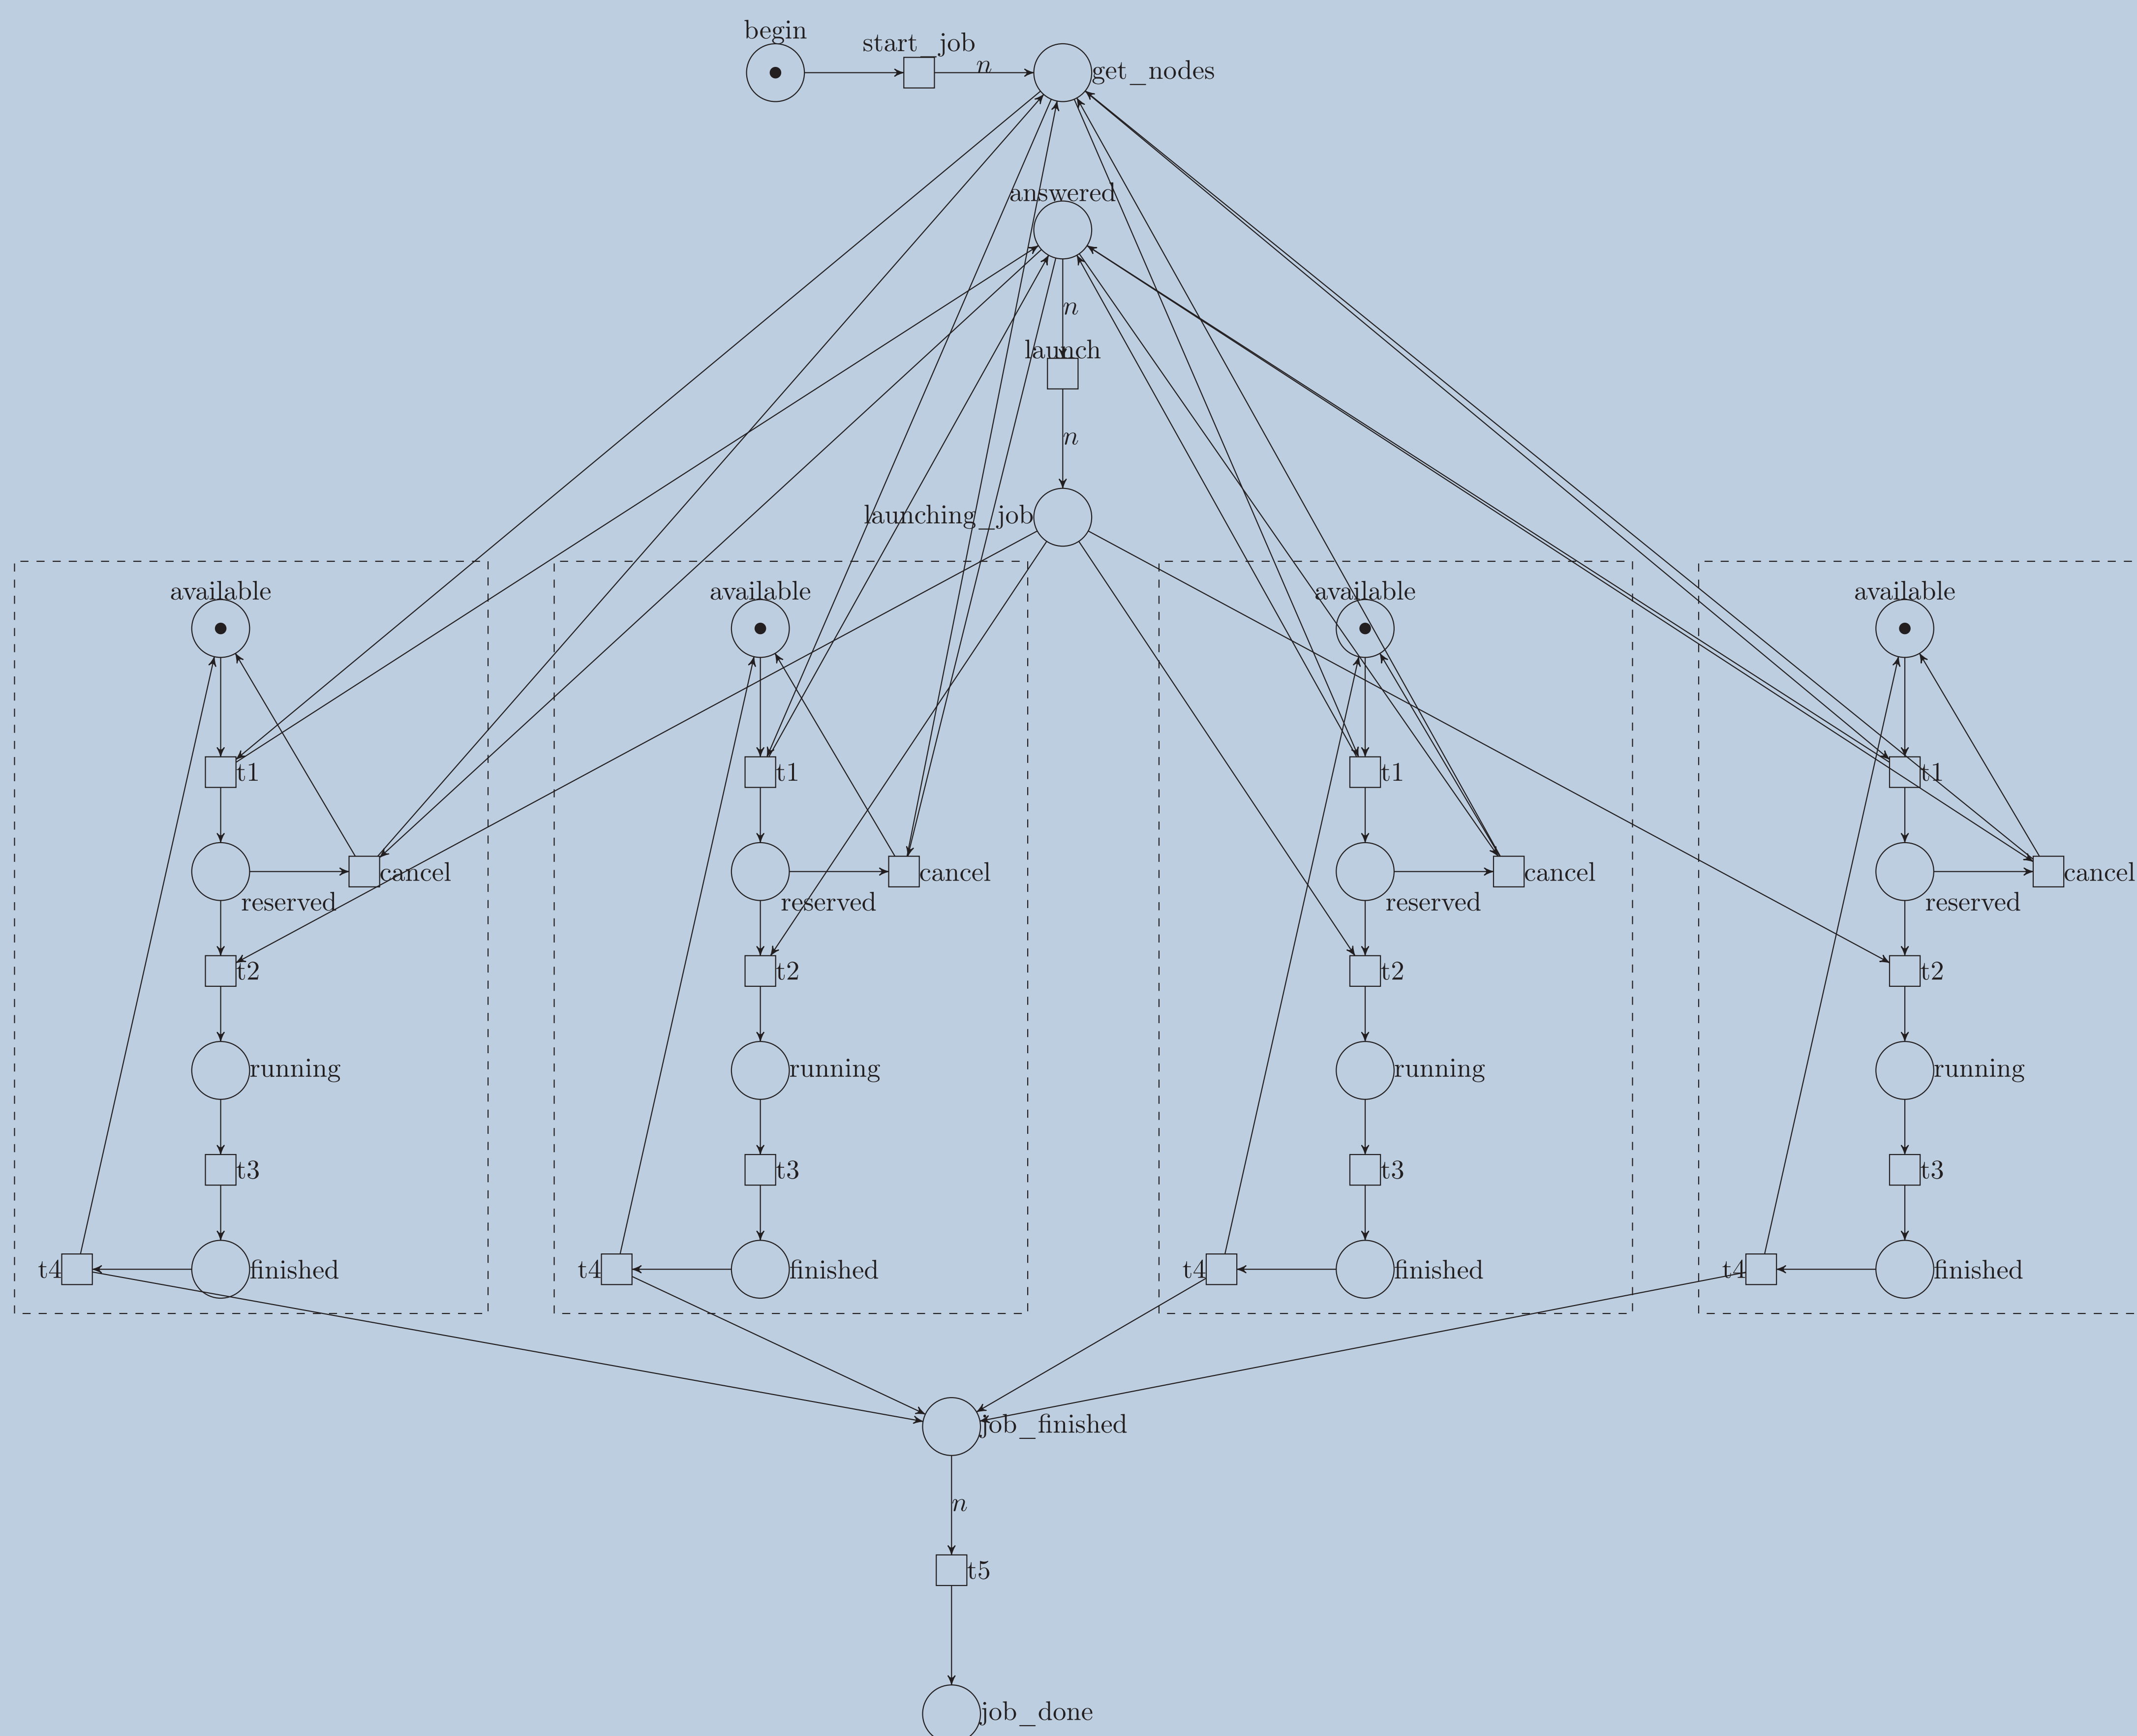 begin
start_job
n
get_nodes
answered
n
launch
n
launching_job
available
available
available
available
t1
t1
t1
t1
cancel
cancel
cancel
cancel
reserved
reserved
reserved
reserved
t2
t2
t2
t2
running
running
running
running
t3
t3
t3
t3
t4
finished
t4
finished
t4
finished
t4
finished
job_finished
n
t5
job_done